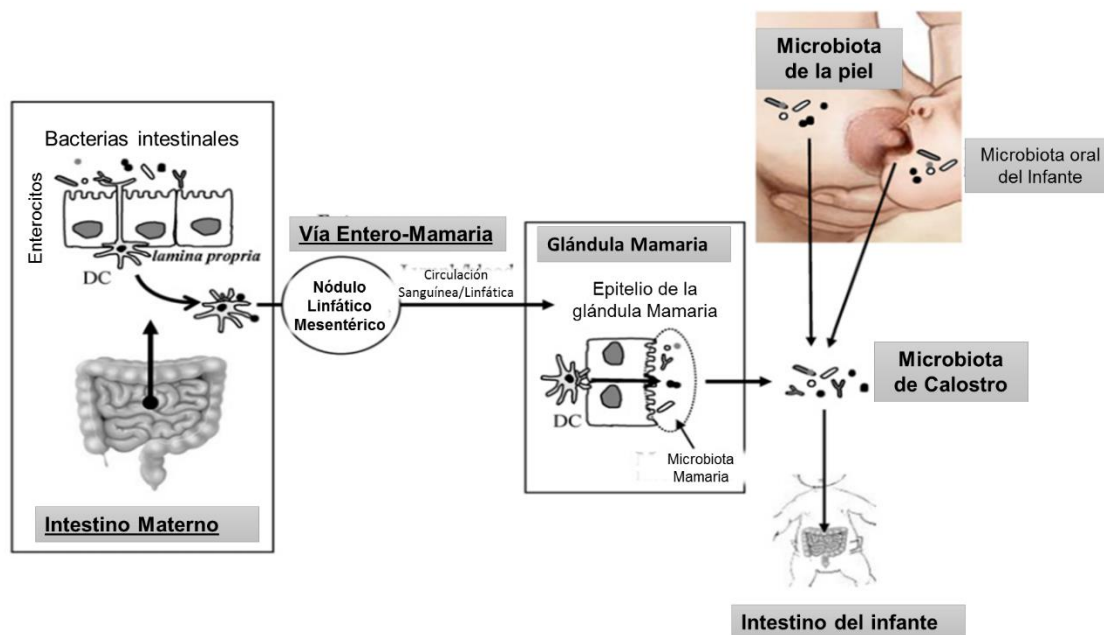 Bacterias intestinales
Enterocitos
lamina propria
DC
Intestino Materno
Vía Entero-Mamaria
Nódulo
Linfático
Mesentérico
Circulación
Sanguínea/Linfática
Glándula Mamaria
Epitelio de la
glándula Mamaria
DC
Microbiota
Mamaria
Microbiota
de la piel
Microbiota oral
del Infante
Microbiota
de Calostro
Intestino del infante